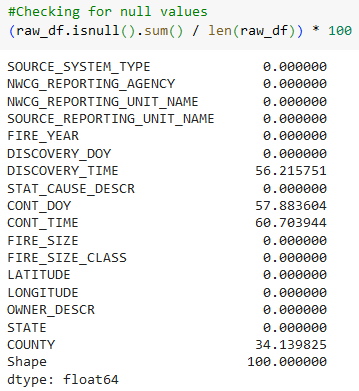 #Checking for null values
(raw_df.isnull().sum() / len(raw_df)) * 100
SOURCE_SYSTEM_TYPE 0.000000
NWCG_REPORTING_AGENCY 0.000000
NWCG_REPORTING_UNIT_NAME 0.000000
SOURCE_REPORTING_UNIT_NAME 0.000000
FIRE_YEAR 0.000000
DISCOVERY_DOY 0.000000
DISCOVERY_TIME 56.215751
STAT_CAUSE_DESCR 0.000000
CONT_DOY 57.883604
CONT_TIME 60.703944
FIRE_SIZE 0.000000
FIRE_SIZE_CLASS 0.000000
LATITUDE 0.000000
LONGITUDE 0.000000
OWNER_DESCR 0.000000
STATE 0.000000
COUNTY 34.139825
Shape 100.000000
dtype: float64